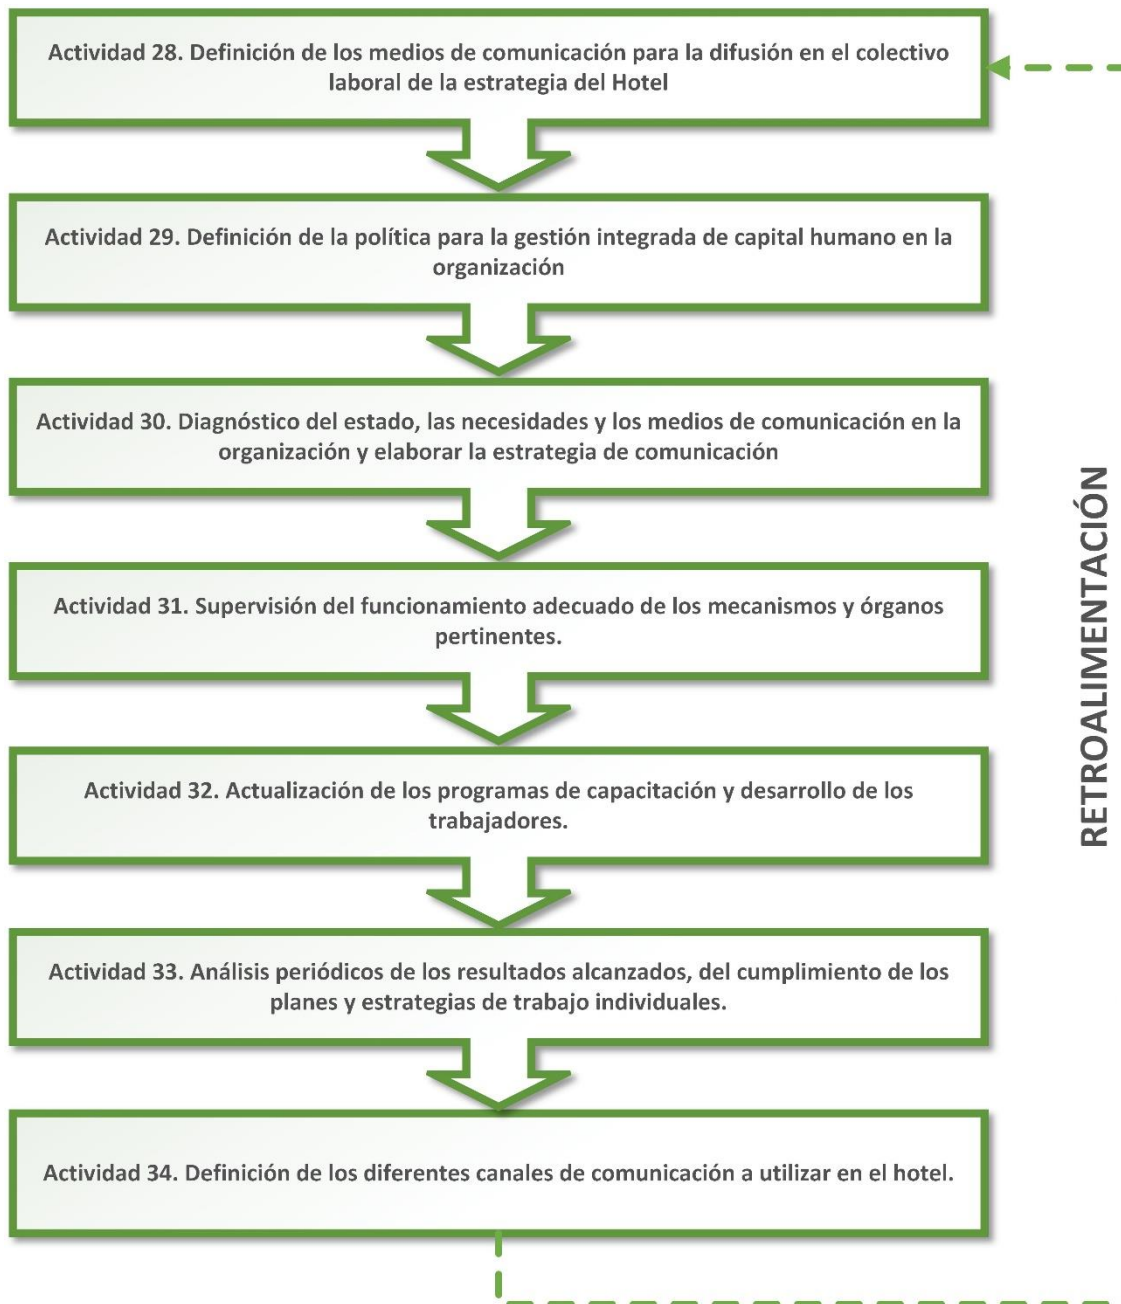 Actividad 28. Definición de los medios de comunicación para la difusión en el colectivo
laboral de la estrategia del Hotel
Actividad 29. Definición de la política para la gestión integrada de capital humano en la
organización
Actividad 30. Diagnóstico del estado, las necesidades y los medios de comunicación en la
organización y elaborar la estrategia de comunicación
Actividad 31. Supervisión del funcionamiento adecuado de los mecanismos y órganos
pertinentes.
Actividad 32. Actualización de los programas de capacitación y desarrollo de los
trabajadores.
Actividad 33. Análisis periódicos de los resultados alcanzados, del cumplimiento de los
planes y estrategias de trabajo individuales.
Actividad 34. Definición de los diferentes canales de comunicación a utilizar en el hotel.
RETROALIMENTACIÓN